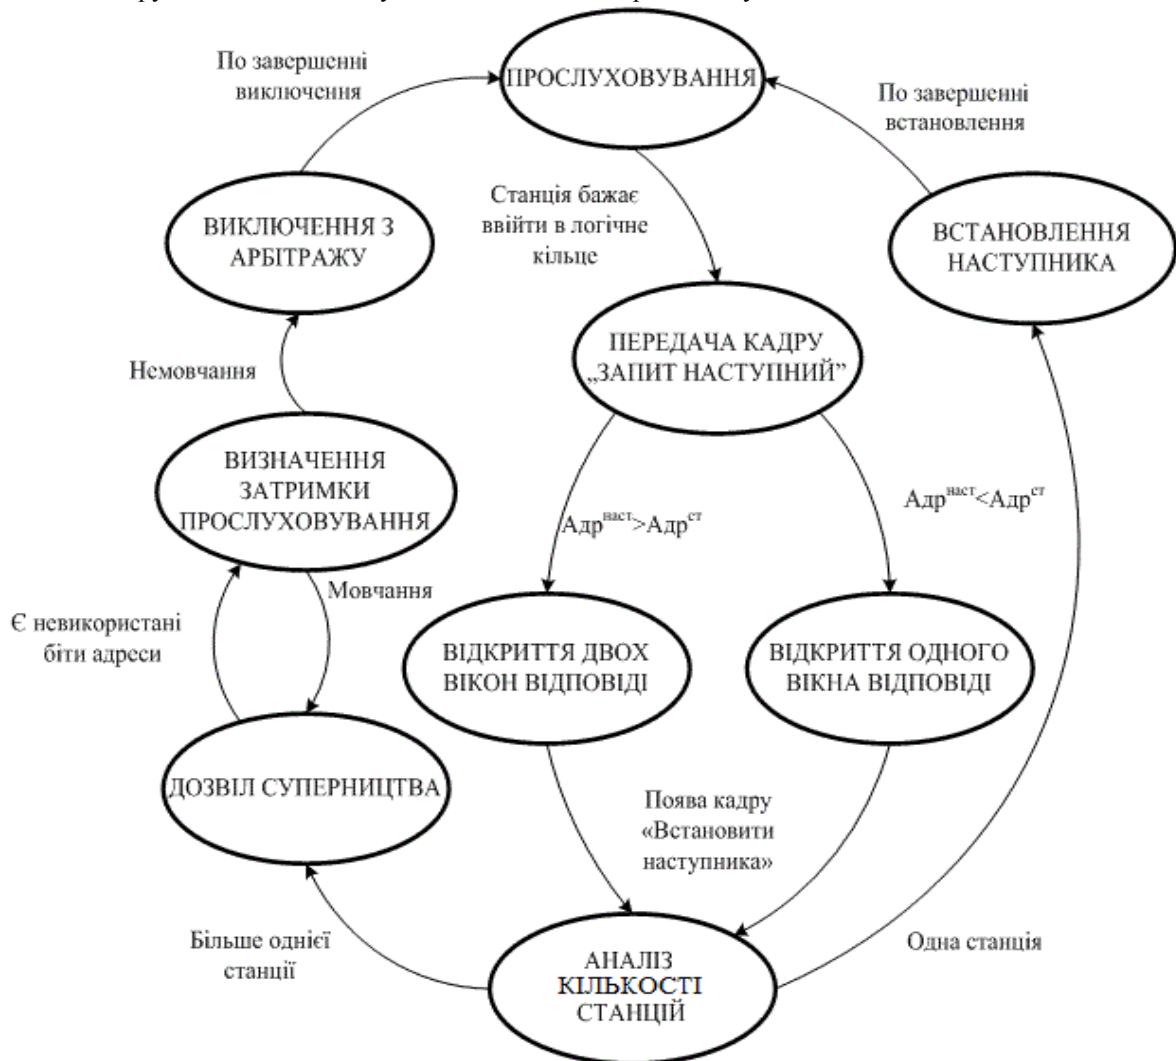 ПРОСЛУХОВУВАННЯ
По завершенні
виключення
По завершенні
встановлення
Станція бажає
ввійти в логічне
кільце
ВИКЛЮЧЕННЯ З
АРБІТРАЖУ
ВСТАНОВЛЕННЯ
НАСТУПНИКА
ПЕРЕДАЧА КАДРУ
„ЗАПИТ НАСТУПНИЙ”
Немовчання
ВИЗНАЧЕННЯ
ЗАТРИМКИ
ПРОСЛУХОВУВАННЯ
Адр^наст>Адр^ст
Адр^наст<Адр^ст
Мовчання
Є невикористані
біти адреси
ВІДКРИТТЯ ДВОХ
ВІКОН ВІДПОВІДІ
ВІДКРИТТЯ ОДНОГО
ВІКНА ВІДПОВІДІ
ДОЗВІЛ СУПЕРНИЦТВА
Поява кадру
«Встановити
наступника»
Більше однієї
станції
Одна станція
АНАЛІЗ
КІЛЬКОСТІ
СТАНЦІЙ